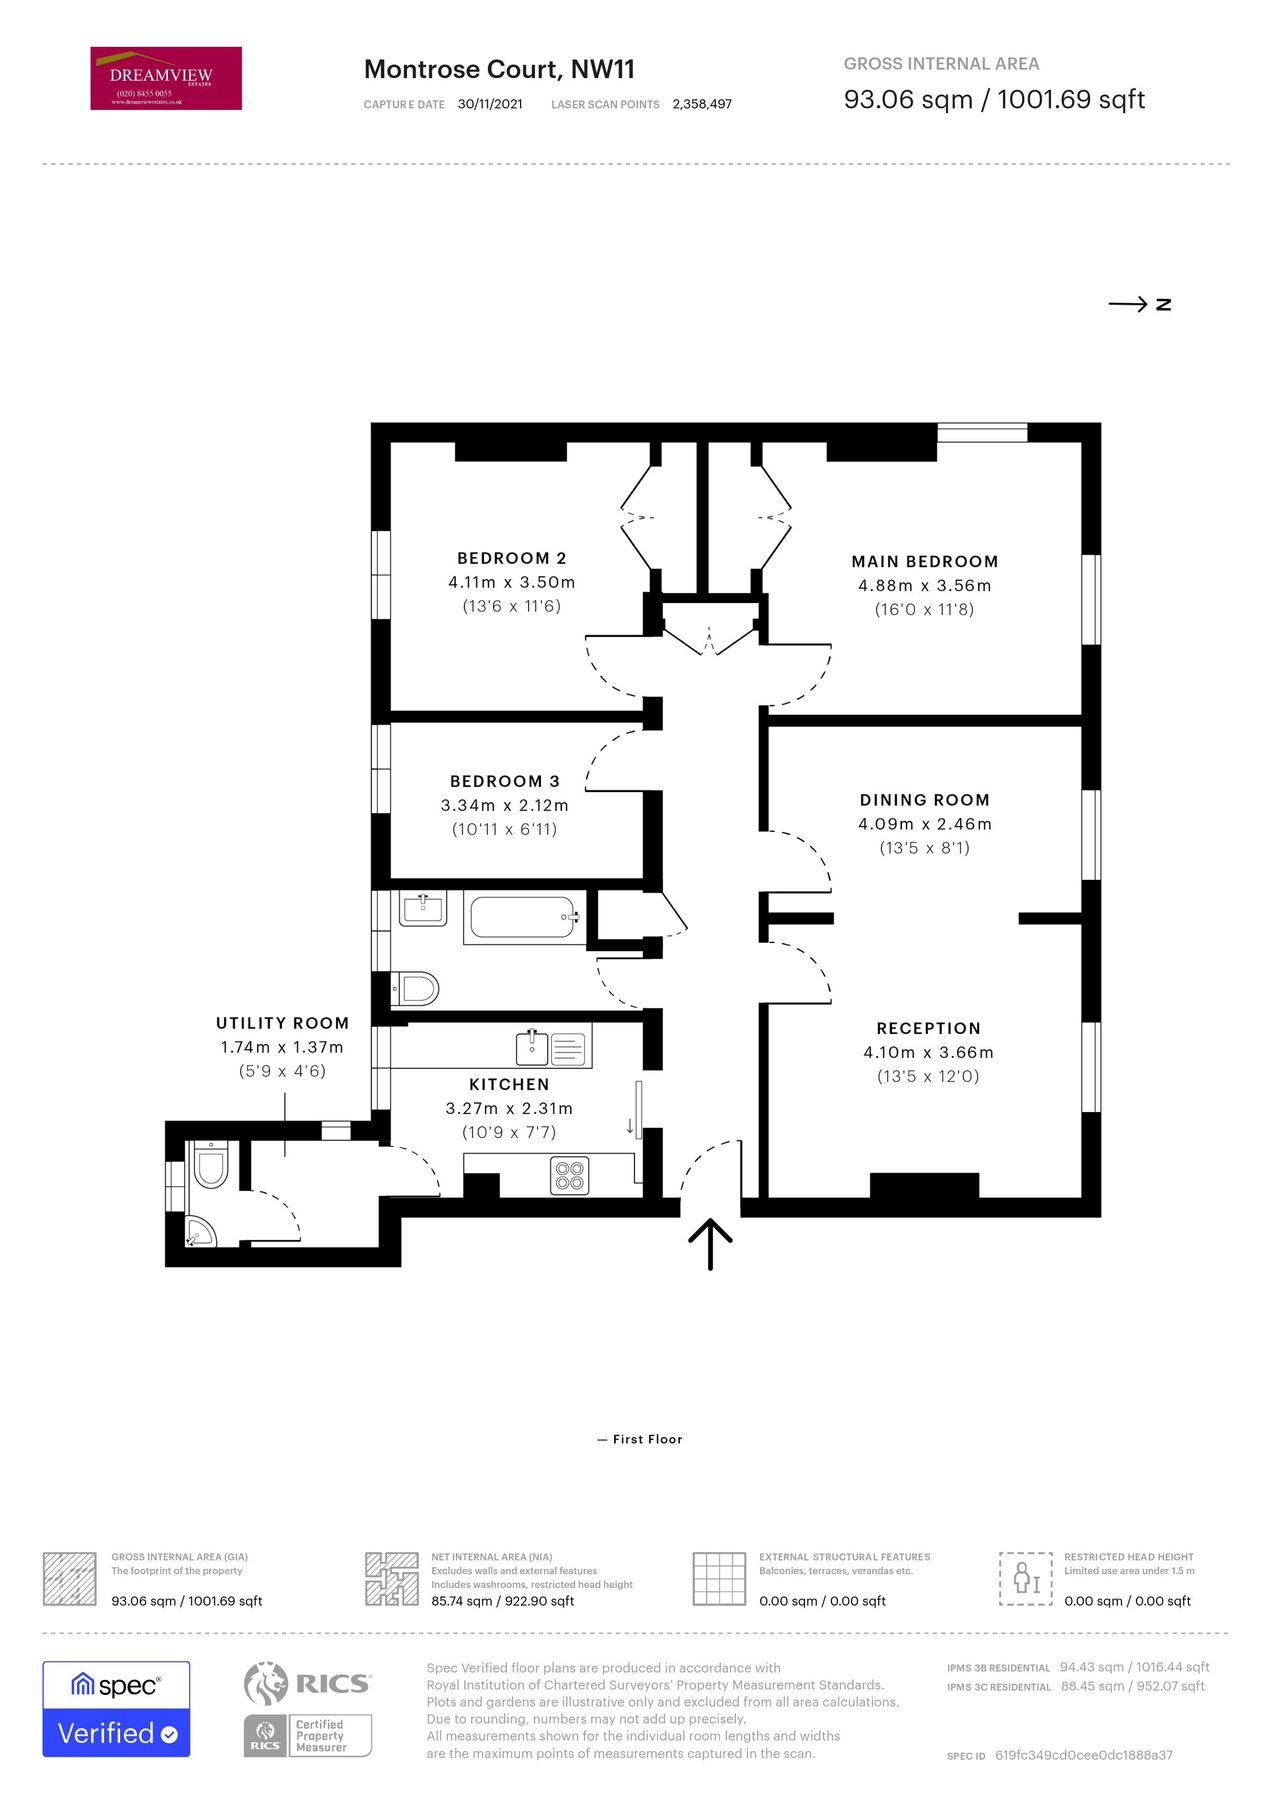 DREAMVIEW
ESTATES
(020) 8455 0055
www.dreamviewestates.co.uk
Montrose Court, NW11
CAPTURE DATE 30/11/2021 LASER SCAN POINTS 2,358,497
GROSS INTERNAL AREA
93.06 sqm / 1001.69 sqft
N
BEDROOM 2
4.11m x 3.50m
(13'6 x 11'6)
MAIN BEDROOM
4.88m x 3.56m
(16'0 x 11'8)
BEDROOM 3
3.34m x 2.12m
(10'11 x 6'11)
DINING ROOM
4.09m x 2.46m
(13'5 x 8'1)
UTILITY ROOM
1.74m x 1.37m
(5'9 x 4'6)
RECEPTION
4.10m x 3.66m
(13'5 x 12'0)
KITCHEN
3.27m x 2.31m
(10'9 x 7'7)
— First Floor
GROSS INTERNAL AREA (GIA)
The footprint of the property
93.06 sqm / 1001.69 sqft
NET INTERNAL AREA (NIA)
Excludes walls and external features
Includes washrooms, restricted head height
85.74 sqm / 922.90 sqft
EXTERNAL STRUCTURAL FEATURES
Balconies, terraces, verandas etc.
0.00 sqm / 0.00 sqft
RESTRICTED HEAD HEIGHT
Limited use area under 1.5 m
0.00 sqm / 0.00 sqft
spec®
Verified
RICS®
RICS
Certified
Property
Measurer
Spec Verified floor plans are produced in accordance with
Royal Institution of Chartered Surveyors' Property Measurement Standards.
Plots and gardens are illustrative only and excluded from all area calculations.
Due to rounding, numbers may not add up precisely.
All measurements shown for the individual room lengths and widths
are the maximum points of measurements captured in the scan.
IPMS 3B RESIDENTIAL 94.43 sqm / 1016.44 sqft
IPMS 3C RESIDENTIAL 88.45 sqm / 952.07 sqft
SPEC ID 619fc349cd0cee0dc1888a37